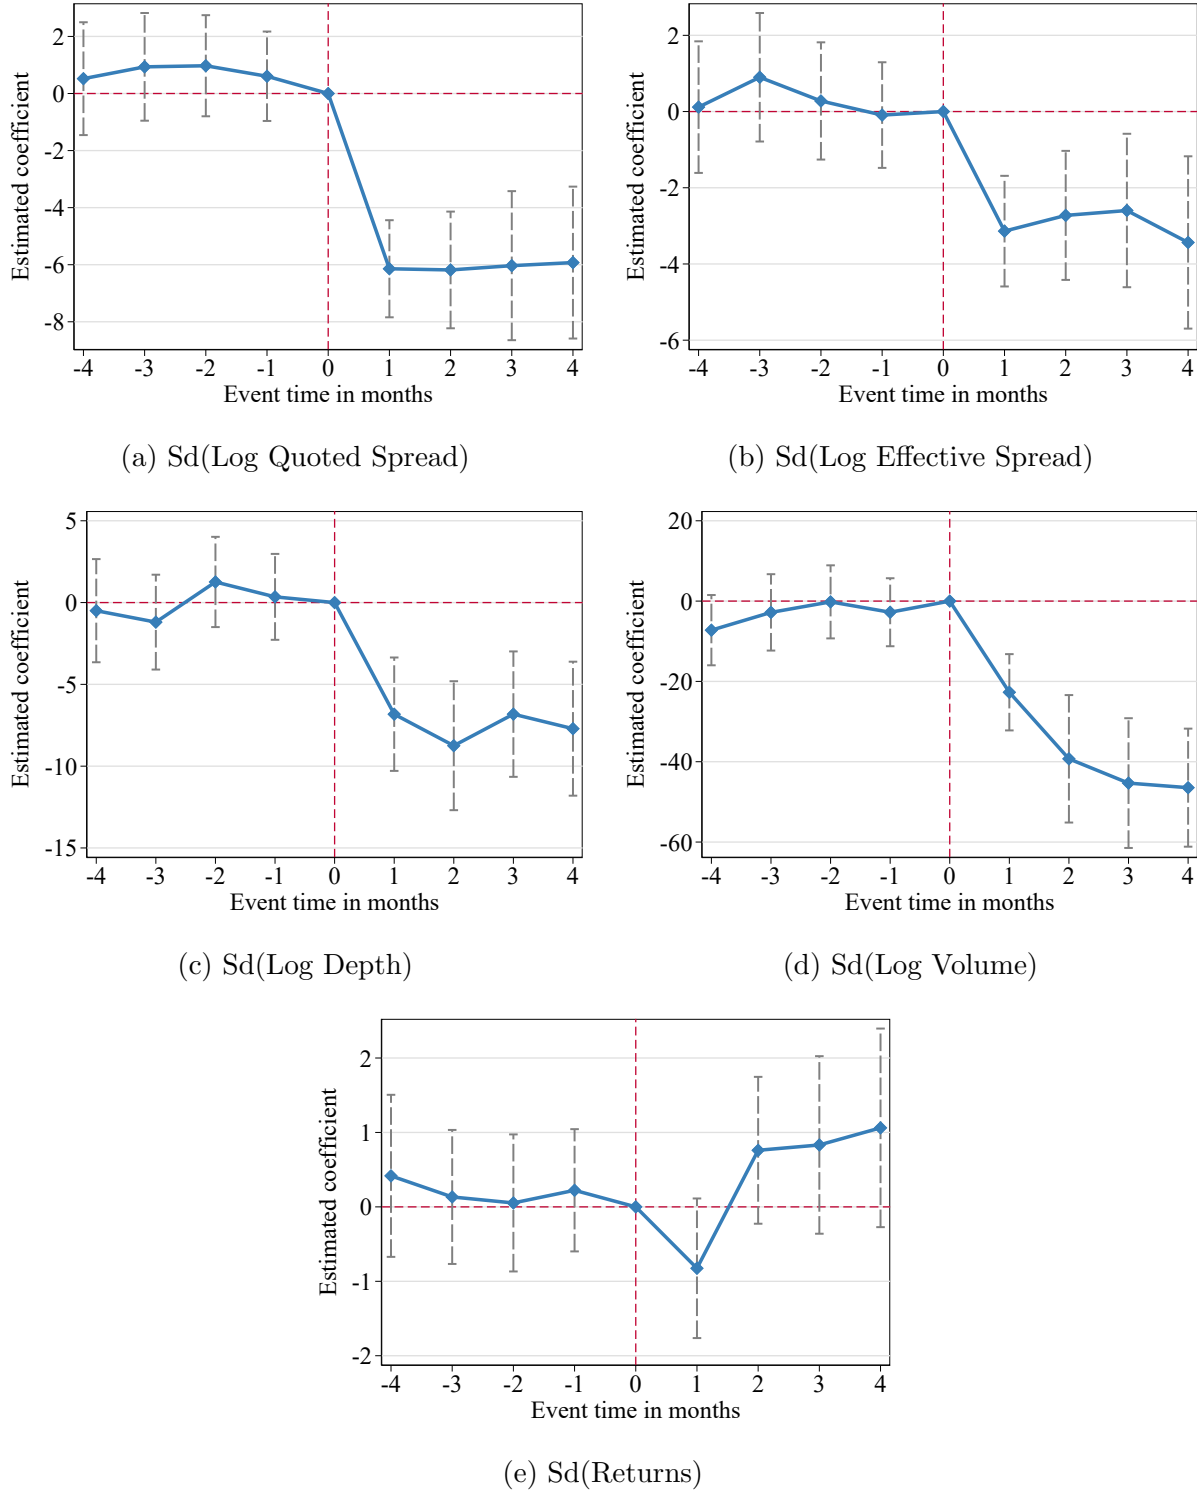 Estimated coefficient
2
0
-2
-4
-6
-8
-4 -3 -2 -1 0 1 2 3 4
Event time in months
(a) Sd(Log Quoted Spread)
Estimated coefficient
2
0
-2
-4
-6
-4 -3 -2 -1 0 1 2 3 4
Event time in months
(b) Sd(Log Effective Spread)
Estimated coefficient
5
0
-5
-10
-15
-4 -3 -2 -1 0 1 2 3 4
Event time in months
(c) Sd(Log Depth)
Estimated coefficient
20
0
-20
-40
-60
-4 -3 -2 -1 0 1 2 3 4
Event time in months
(d) Sd(Log Volume)
Estimated coefficient
2
1
0
-1
-2
-4 -3 -2 -1 0 1 2 3 4
Event time in months
(e) Sd(Returns)